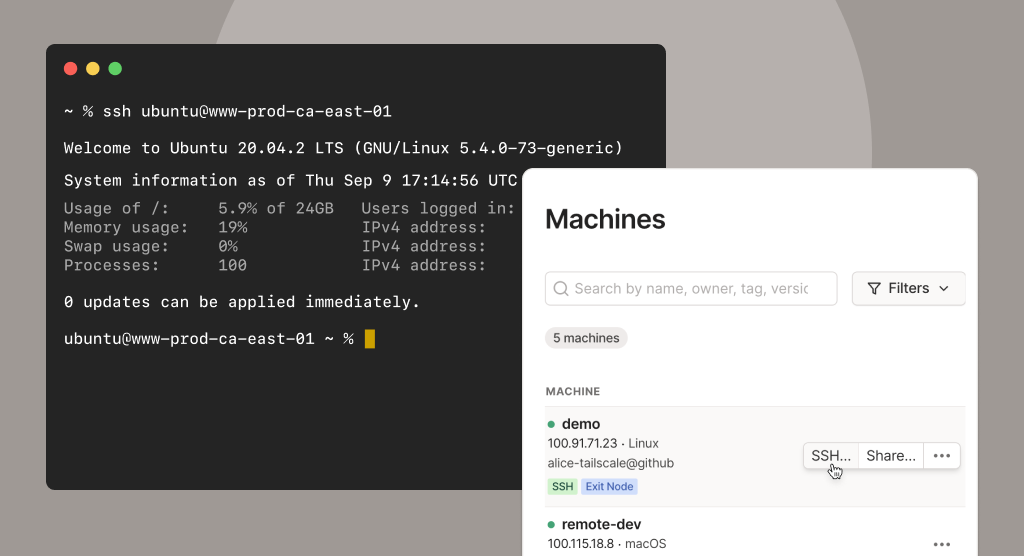 ~ % ssh ubuntu@www-prod-ca-east-01
Welcome to Ubuntu 20.04.2 LTS (GNU/Linux 5.4.0-73-generic)
System information as of Thu Sep 9 17:14:56 UTC
Usage of /: 5.9% of 24GB Users logged in:
Memory usage: 19% IPv4 address:
Swap usage: 0% IPv4 address:
Processes: 100 IPv4 address:
0 updates can be applied immediately.
ubuntu@www-prod-ca-east-01 ~ %
Machines
Search by name, owner, tag, versic
Filters
5 machines
MACHINE
demo
100.91.71.23 · Linux
alice-tailscale@github
SSH Exit Node
SSH... Share... •••
remote-dev
100.115.18.8 · macOS
•••